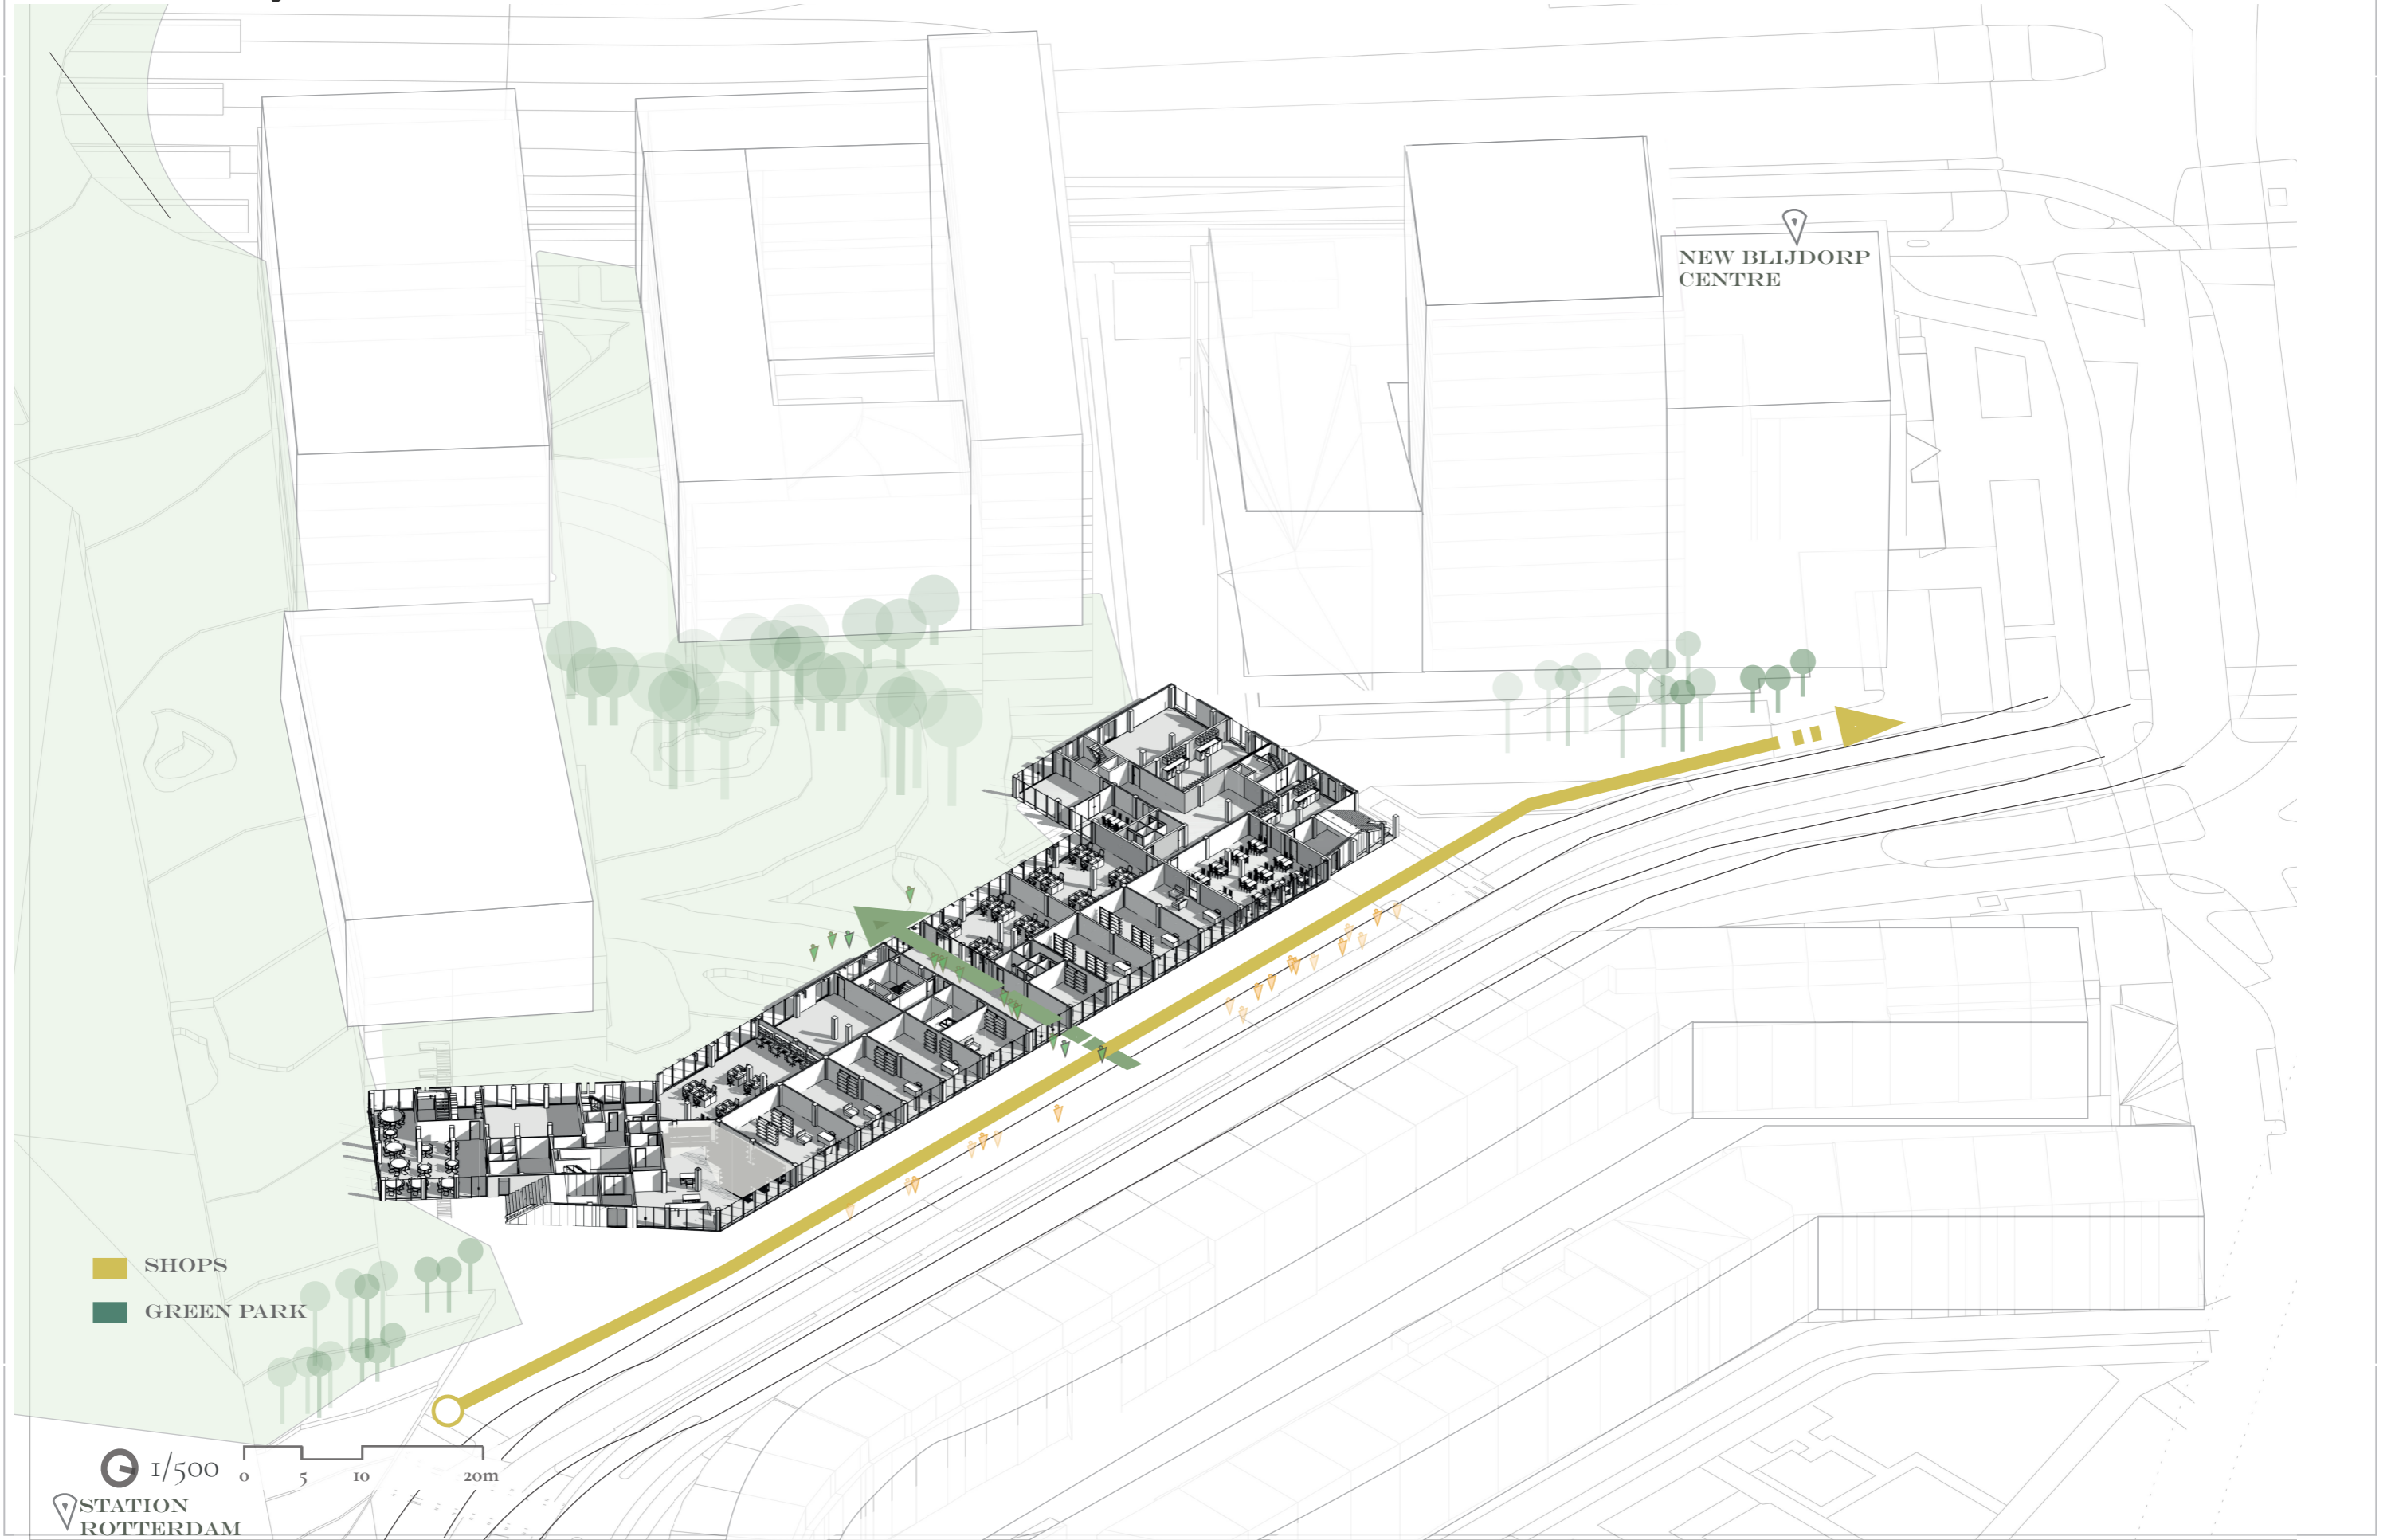 NEW BLIJDORP
CENTRE
SHOPS
GREEN PARK
1/500
0 5 10 20m
STATION
ROTTERDAM